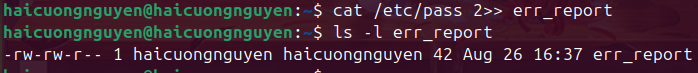 haicuongnguyen@haicuongnguyen:~$ cat /etc/pass 2>> err_report
haicuongnguyen@haicuongnguyen:~$ ls -l err_report
-rw-rw-r-- 1 haicuongnguyen haicuongnguyen 42 Aug 26 16:37 err_report